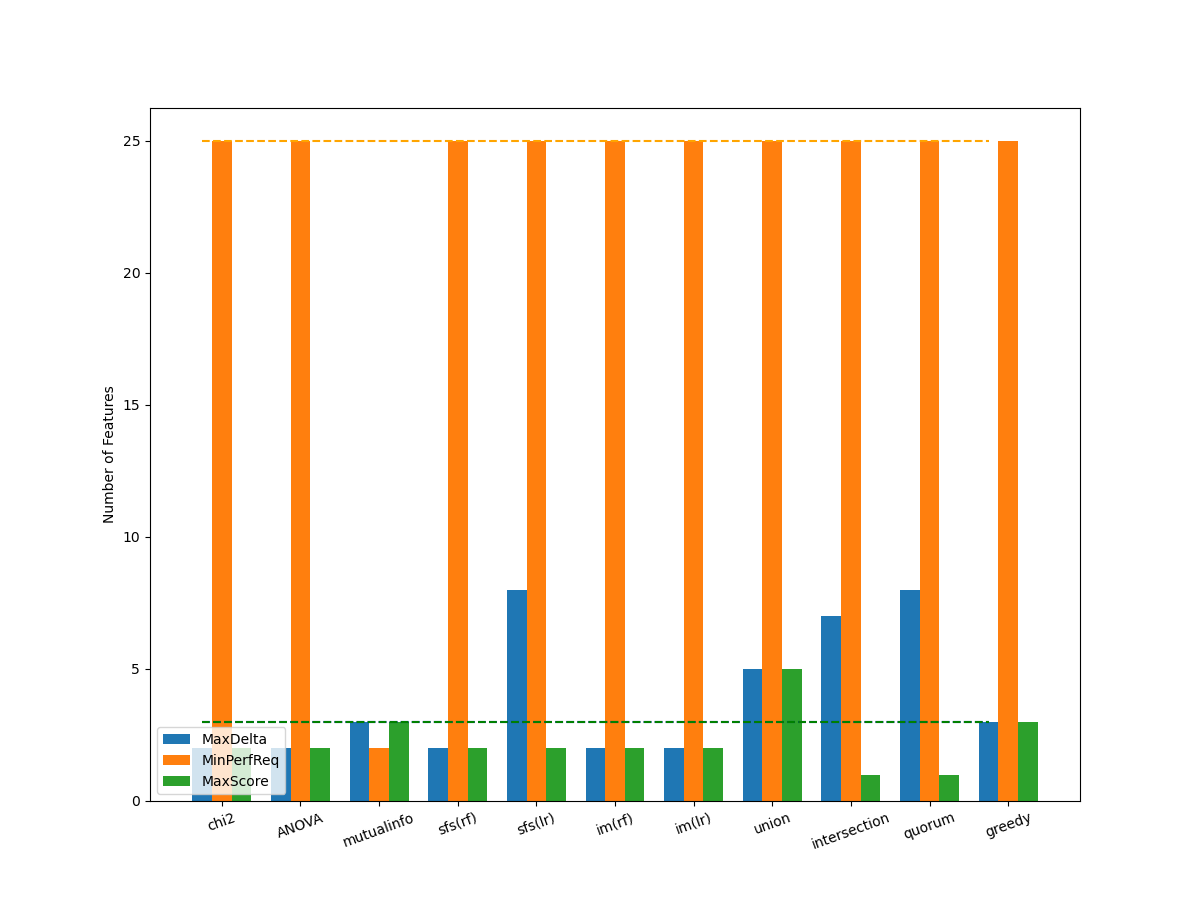 25
20
15
10
5
0
Number of Features
MaxDelta
MinPerfReq
MaxScore
chi2
ANOVA
mutualinfo
sfs(rf)
sfs(lr)
im(rf)
im(lr)
union
intersection
quorum
greedy